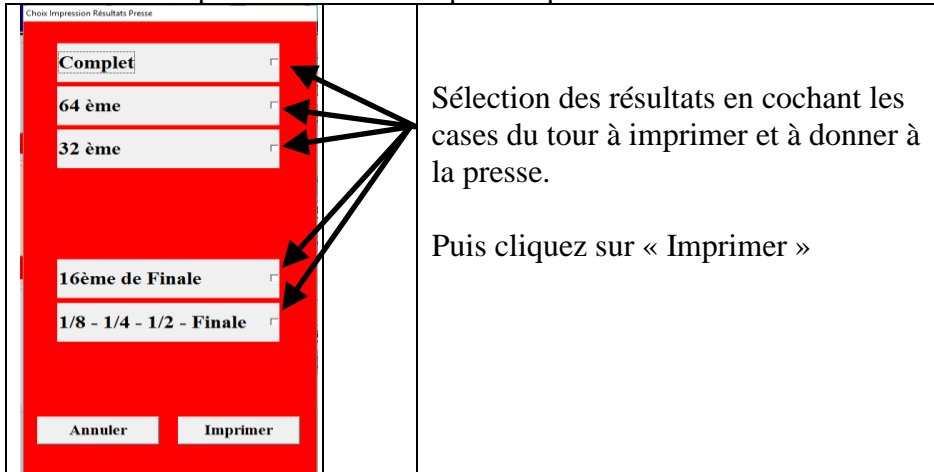 Choix Impression Résultats Presse
Complet
64 ème
32 ème
16ème de Finale
1/8 - 1/4 - 1/2 - Finale
Annuler Imprimer
Sélection des résultats en cochant les
cases du tour à imprimer et à donner à
la presse.
Puis cliquez sur « Imprimer »